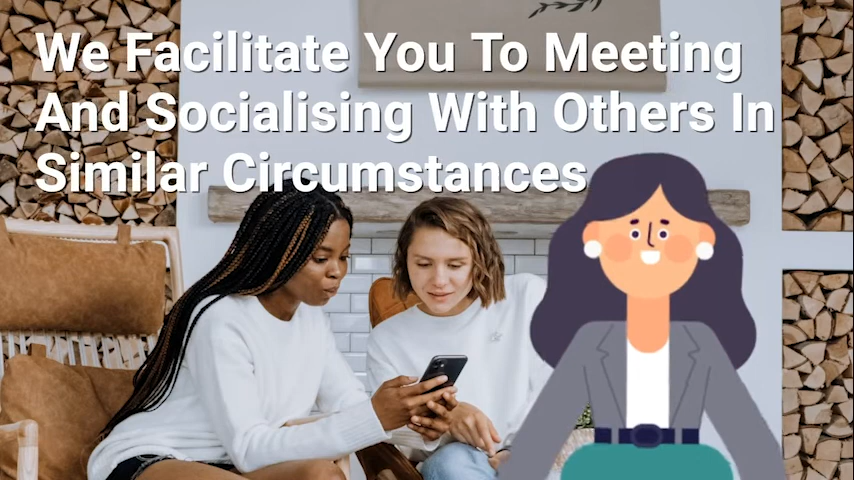 We Facilitate You To Meeting
And Socialising With Others In
Similar Circumstances